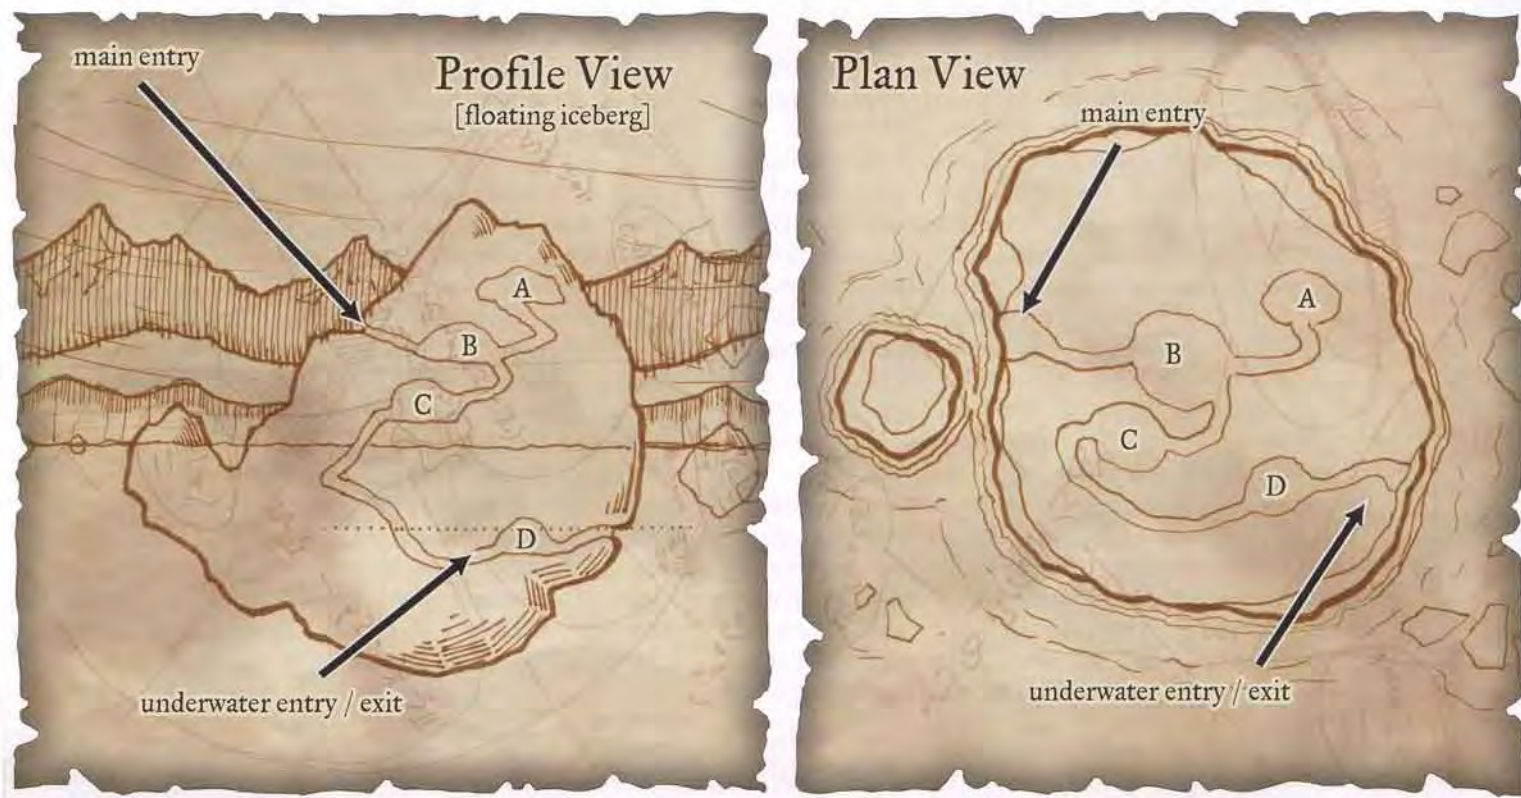 main entry
Profile View
[floating iceberg]
A
B
C
D
underwater entry / exit
Plan View
main entry
A
B
C
D
underwater entry / exit